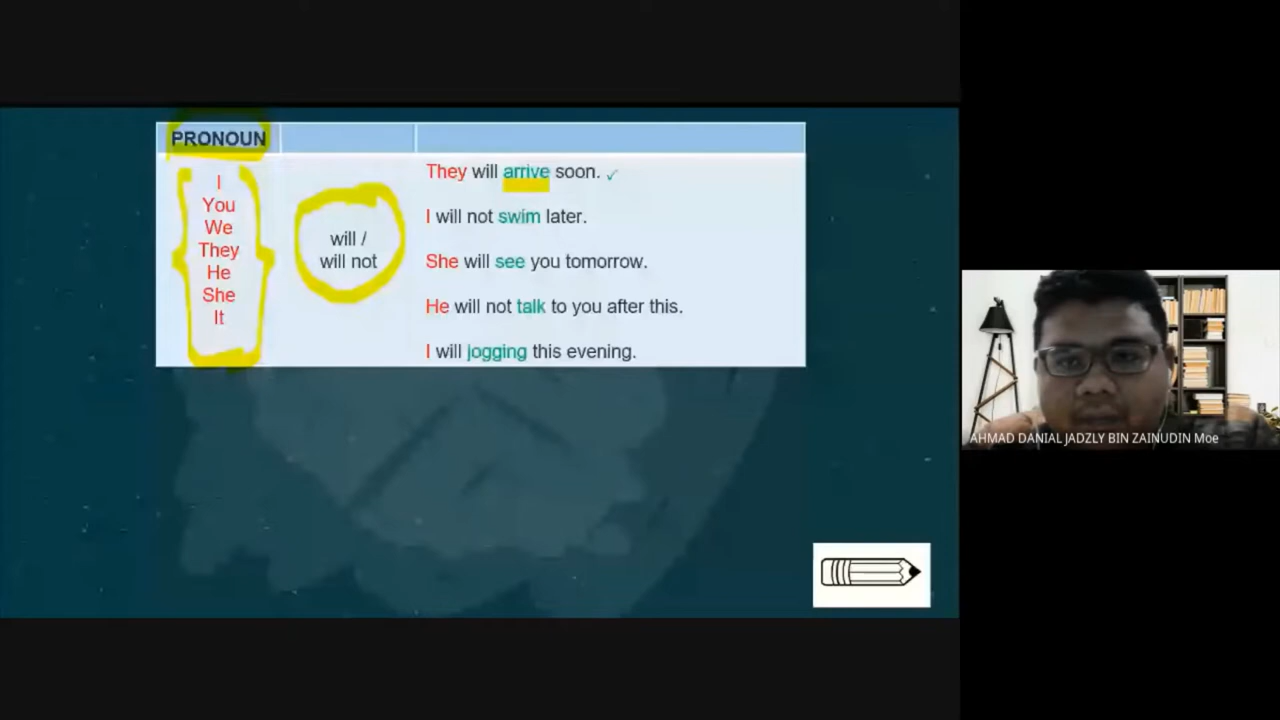 PRONOUN
I
You
We
They
He
She
It
will /
will not
They will arrive soon. ✓
I will not swim later.
She will see you tomorrow.
He will not talk to you after this.
I will jogging this evening.
AHMAD DANIAL JADZLY BIN ZAINUDIN Moe